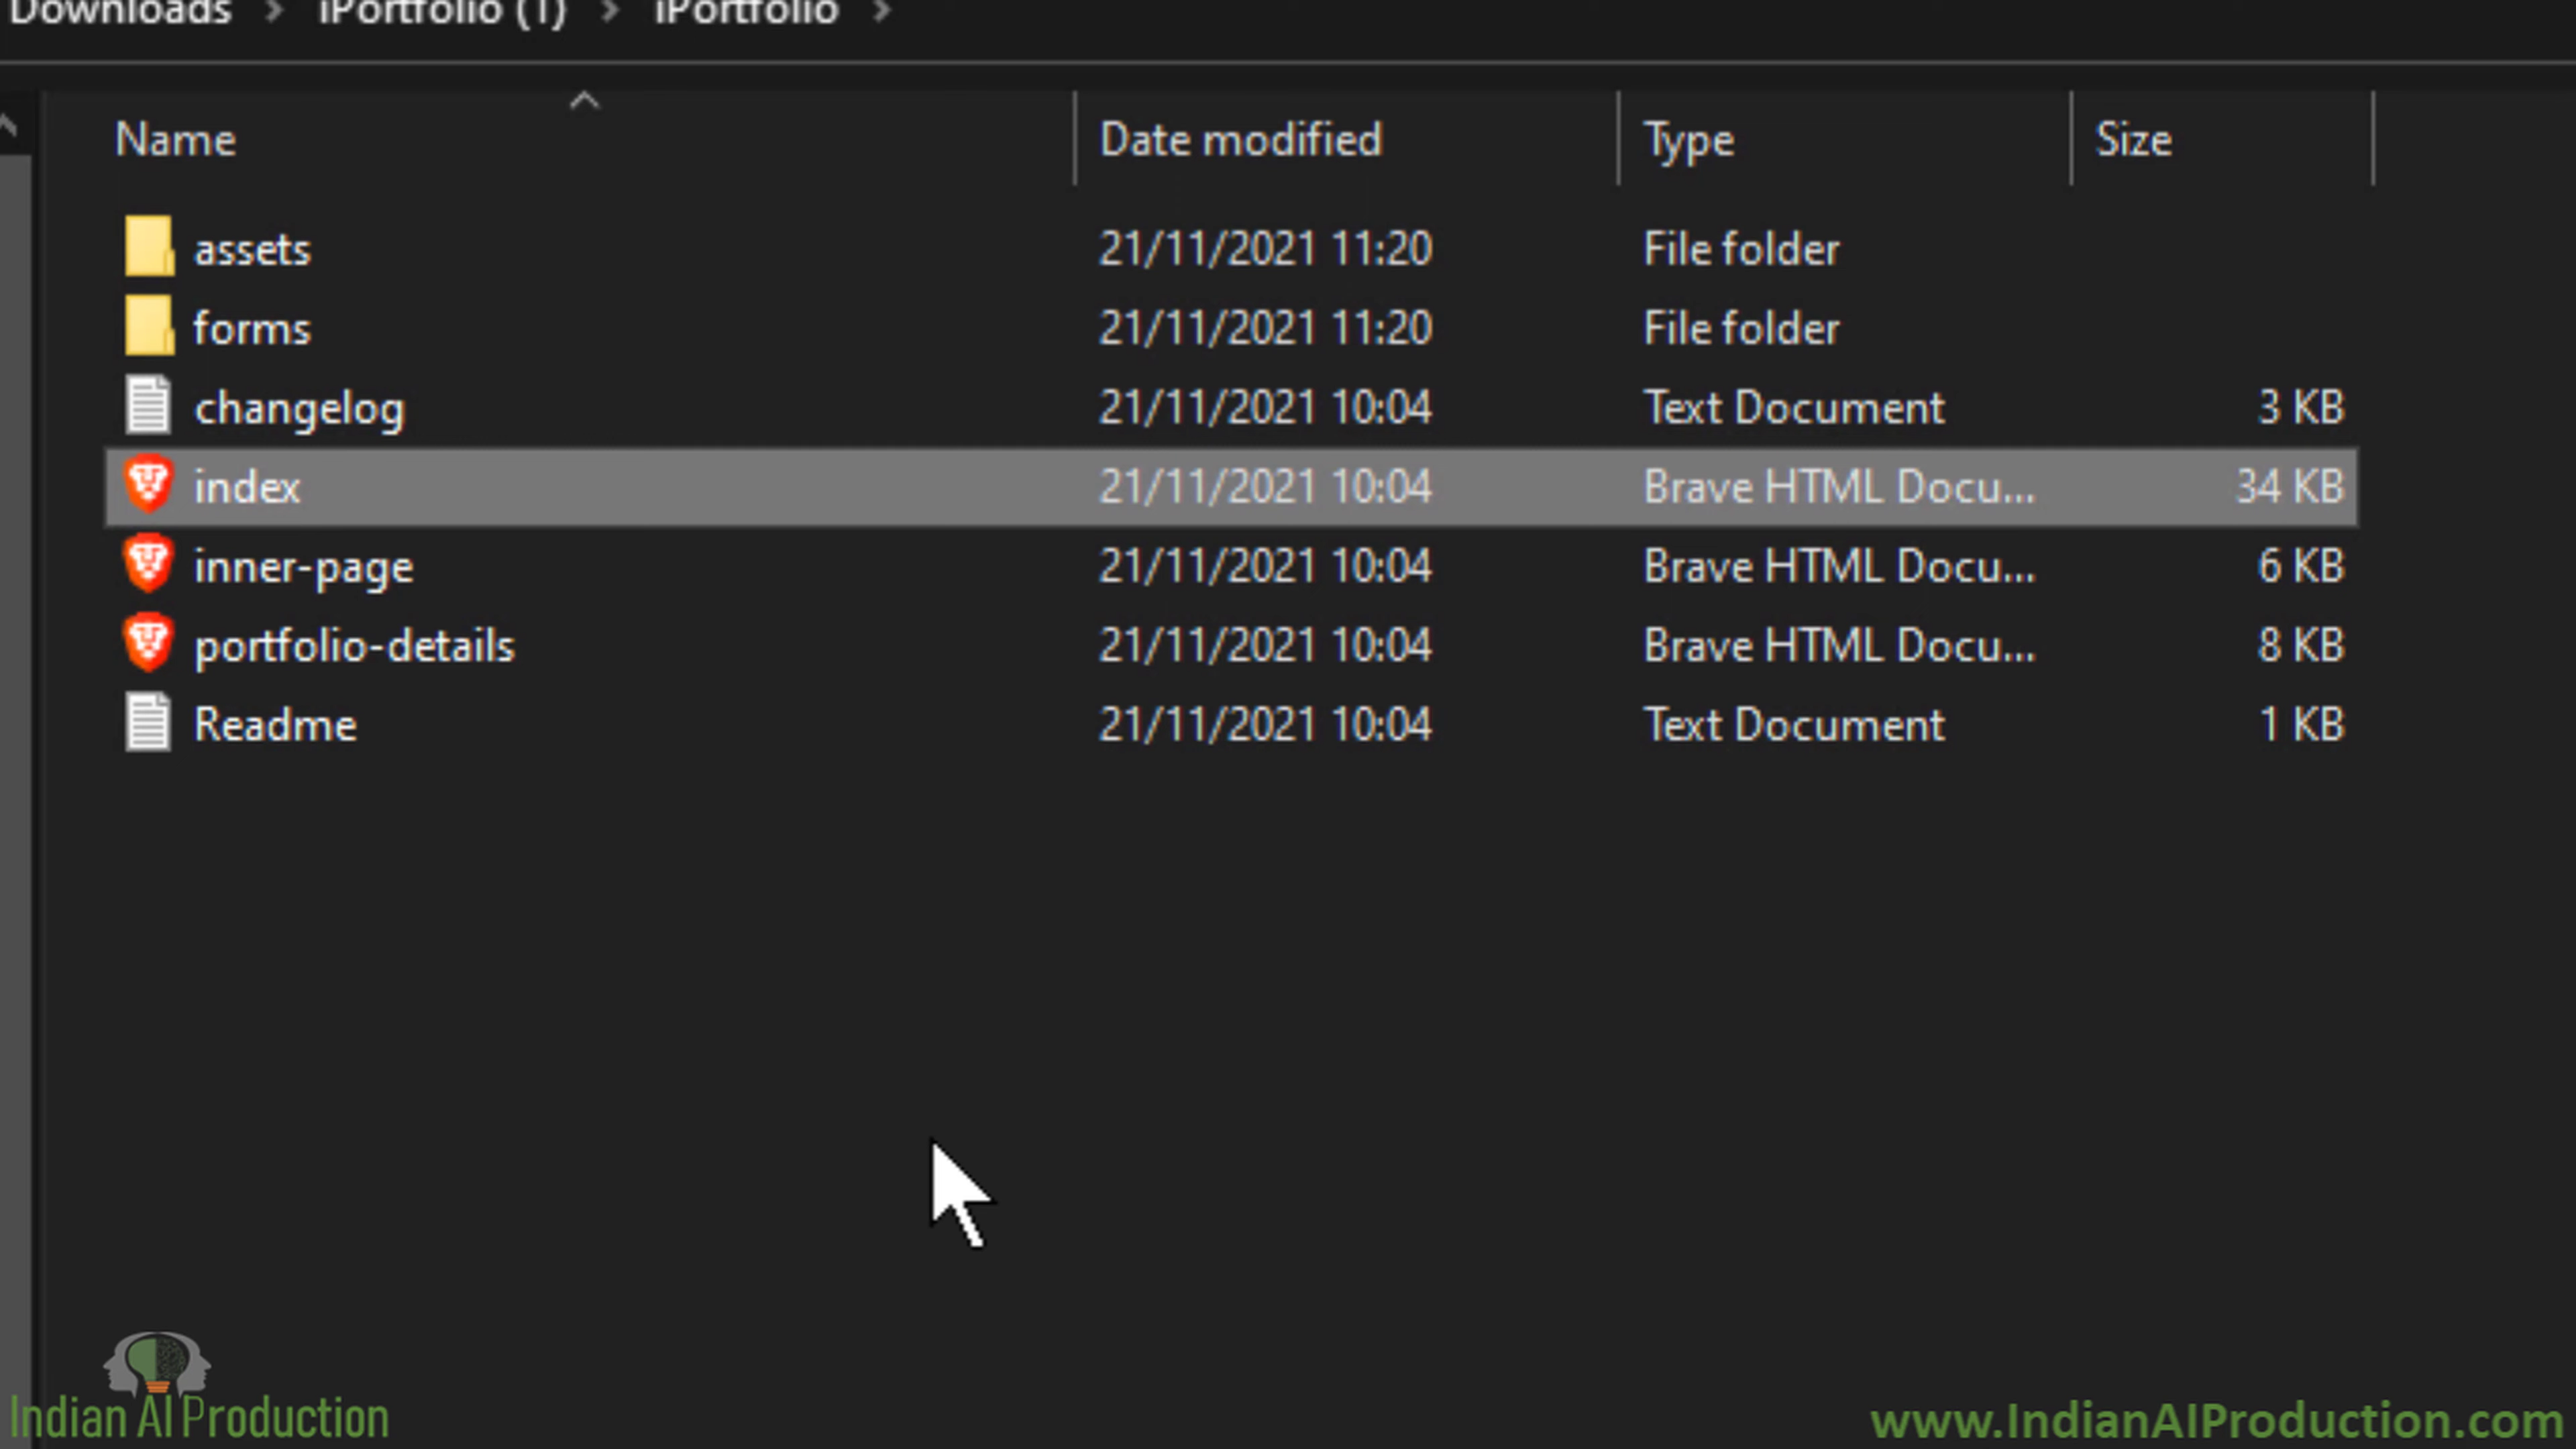 Downloads > iPortfolio (1) > iPortfolio >
Name Date modified Type Size
assets 21/11/2021 11:20 File folder
forms 21/11/2021 11:20 File folder
changelog 21/11/2021 10:04 Text Document 3 KB
index 21/11/2021 10:04 Brave HTML Docu... 34 KB
inner-page 21/11/2021 10:04 Brave HTML Docu... 6 KB
portfolio-details 21/11/2021 10:04 Brave HTML Docu... 8 KB
Readme 21/11/2021 10:04 Text Document 1 KB
Indian AI Production www.IndianAIProduction.com